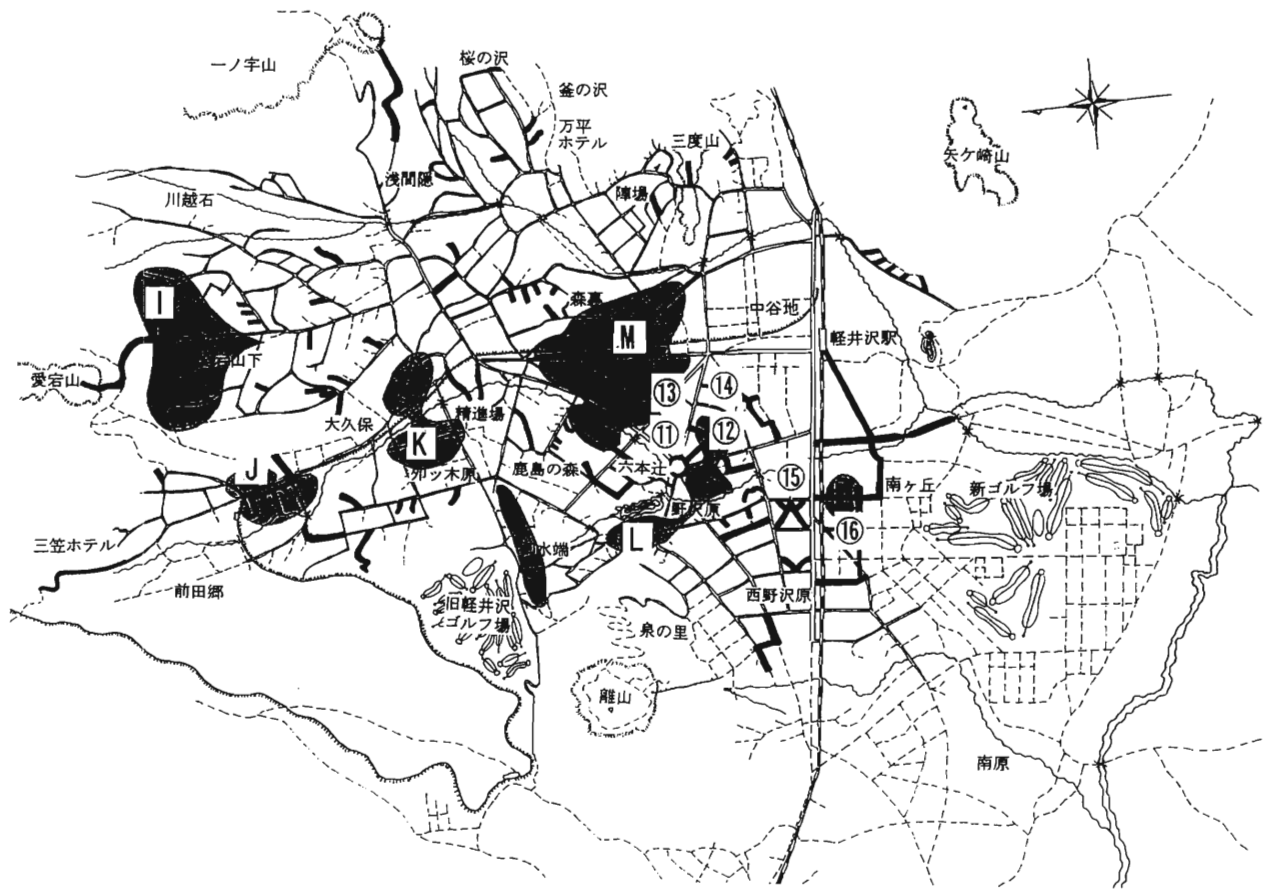 桜の沢
一ノ字山
釜の沢
万平
ホテル
三度山
矢ケ崎山
浅間隠
陣場
川越石
I
森裏
中谷地
M
軽井沢駅
山下
愛宕山
⑬
⑭
大久保
精進場
K
⑪
⑫
卯ッ木原
鹿島の森
六本辻
J
⑮
南ヶ丘
新ゴルフ場
野沢原
⑯
三笠ホテル
L
水端
前田郷
西野沢原
旧軽井沢
ゴルフ場
泉の里
離山
南原